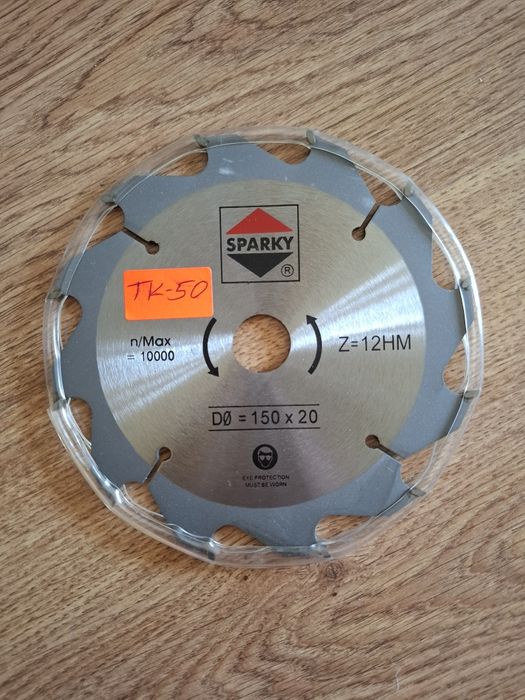 SPARKY
®
TK-50
n/Max
= 10000
Z=12HM
DØ = 150 x 20
EYE PROTECTION
MUST BE WORN